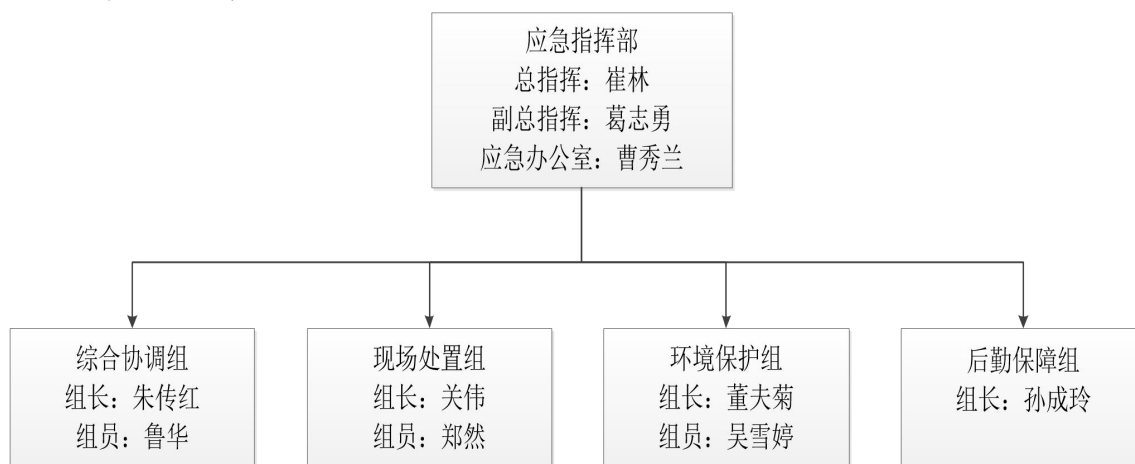 应急指挥部
总指挥：崔林
副总指挥：葛志勇
应急办公室：曹秀兰
综合协调组
组长：朱传红
组员：鲁华
现场处置组
组长：关伟
组员：郑然
环境保护组
组长：董夫菊
组员：吴雪婷
后勤保障组
组长：孙成玲